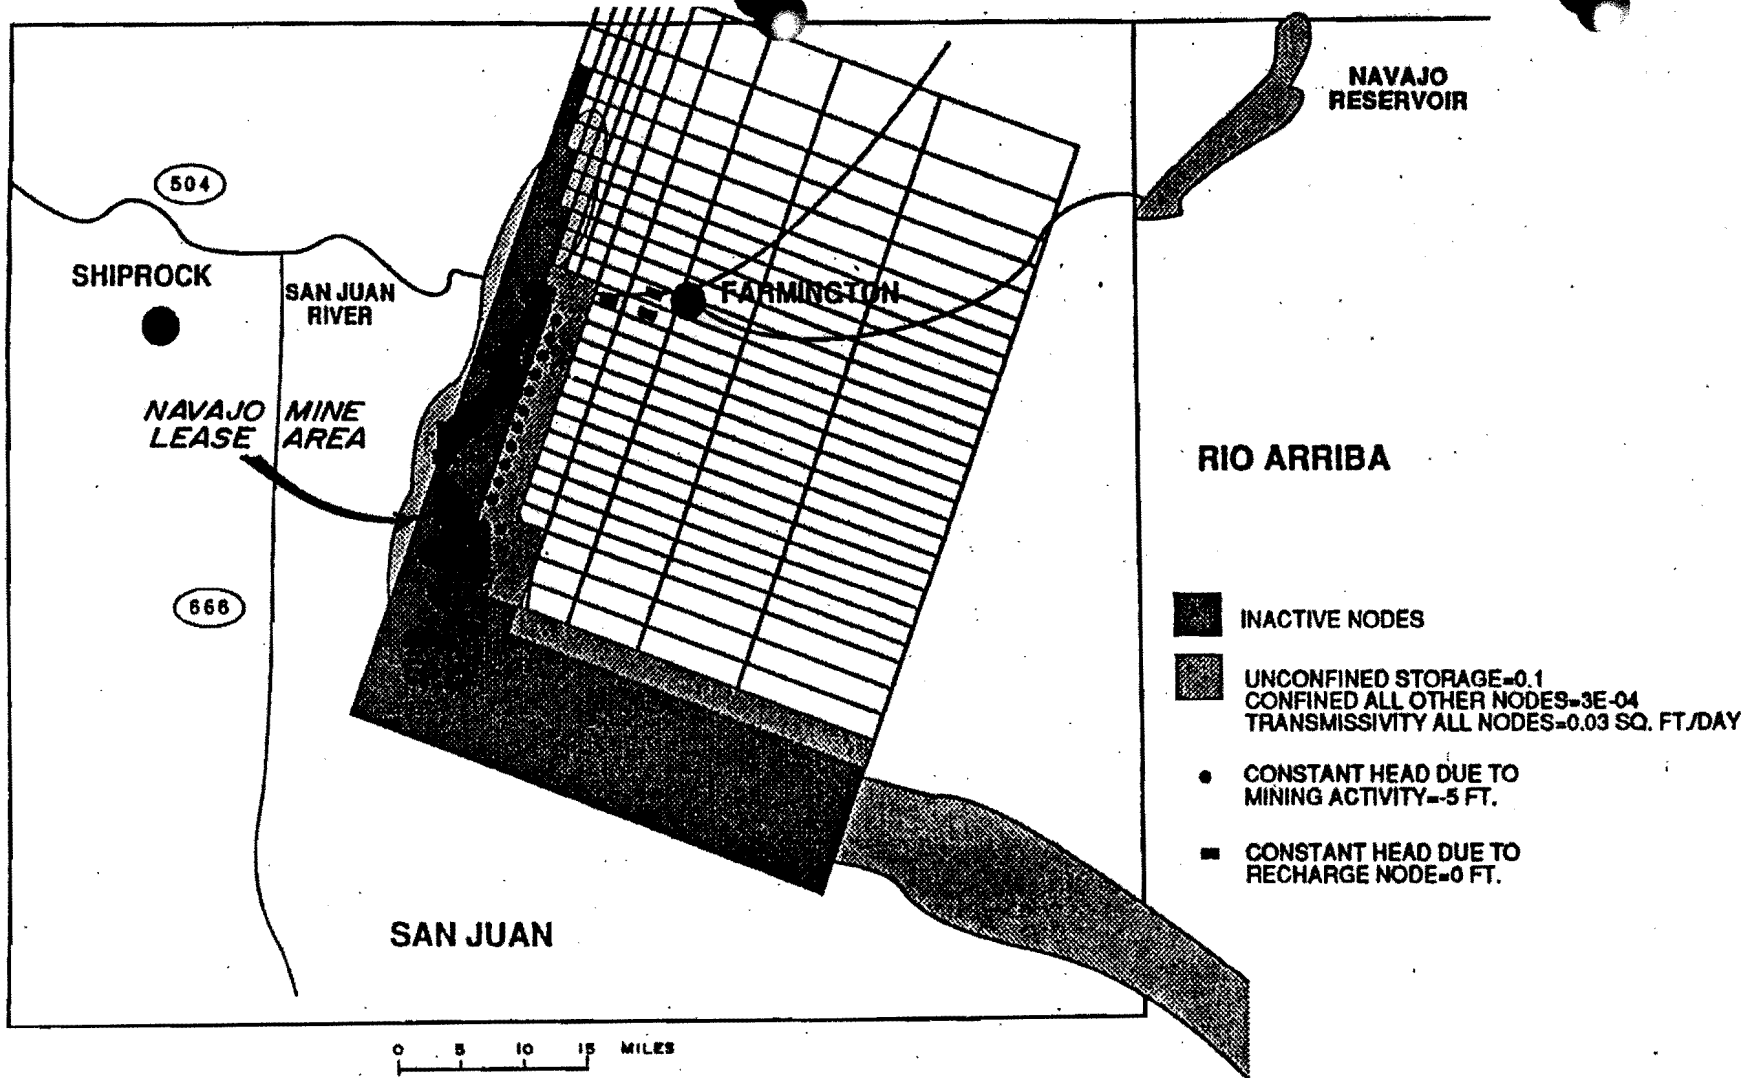 NAVAJO
RESERVOIR
504
SHIPROCK
SAN JUAN
RIVER
FARMINGTON
NAVAJO MINE
LEASE AREA
RIO ARRIBA
666
INACTIVE NODES
UNCONFINED STORAGE=0.1
CONFINED ALL OTHER NODES=3E-04
TRANSMISSIVITY ALL NODES=0.03 SQ. FT./DAY
CONSTANT HEAD DUE TO
MINING ACTIVITY=-5 FT.
CONSTANT HEAD DUE TO
RECHARGE NODE=0 FT.
SAN JUAN
0 5 10 15 MILES